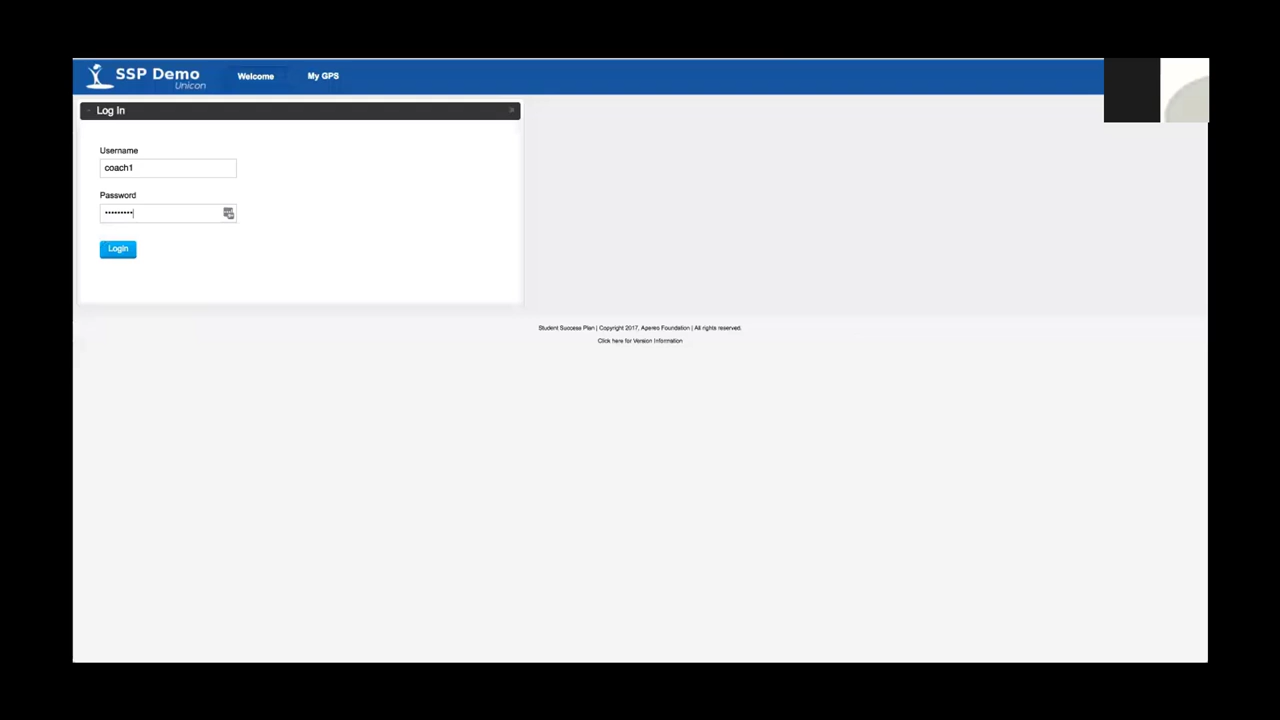 SSP Demo
Unicon
Welcome
My GPS
Log In
Username
coach1
Password
•••••••••
Login
Student Success Plan | Copyright 2017, Apereo Foundation | All rights reserved.
Click here for Version Information